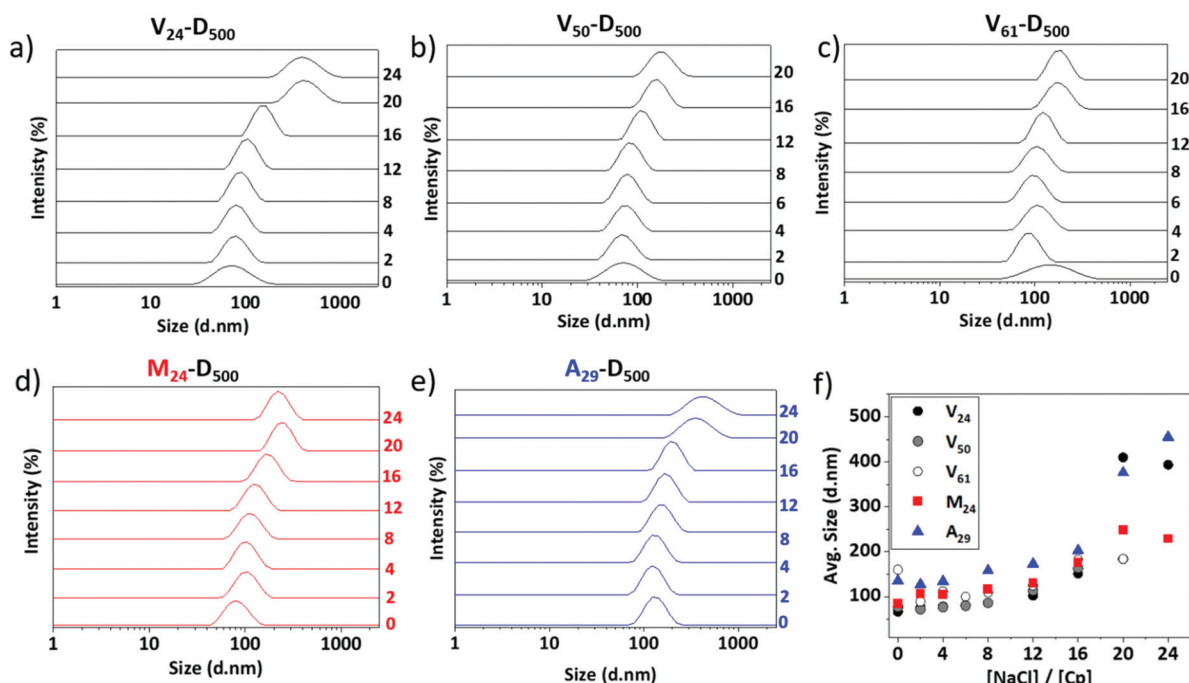 a)
V₂₄-D₅₀₀
Intenisty (%)
24
20
16
12
8
4
2
0
1 10 100 1000
Size (d.nm)
b)
V₅₀-D₅₀₀
Intensity (%)
20
16
12
8
6
4
2
0
1 10 100 1000
Size (d.nm)
c)
V₆₁-D₅₀₀
Intensity (%)
20
16
12
8
6
4
2
0
1 10 100 1000
Size (d.nm)
d)
M₂₄-D₅₀₀
Intensity (%)
24
20
16
12
8
4
2
0
1 10 100 1000
Size (d.nm)
e)
A₂₉-D₅₀₀
Intensity (%)
24
20
16
12
8
4
2
0
1 10 100 1000
Size (d.nm)
f)
Avg. Size (d.nm)
500
400
300
200
100
V₂₄
V₅₀
V₆₁
M₂₄
A₂₉
0 4 8 12 16 20 24
[NaCl] / [Cp]